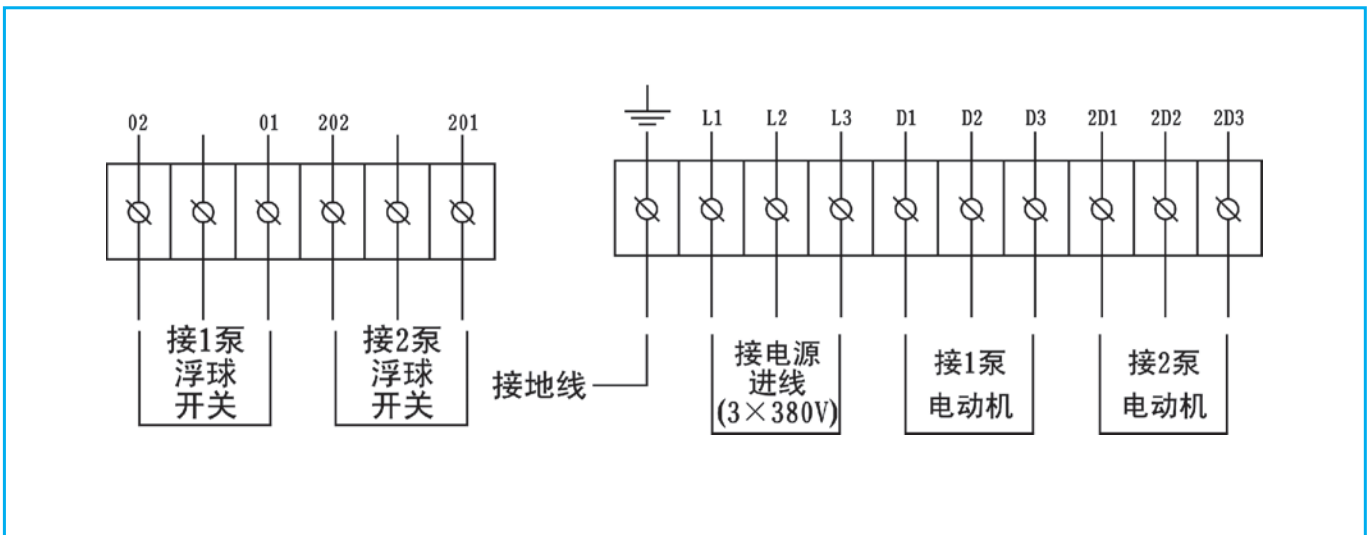 02 01 202 201
L1 L2 L3 D1 D2 D3 2D1 2D2 2D3
接1泵
浮球
开关
接2泵
浮球
开关
接地线
接电源
进线
(3×380V)
接1泵
电动机
接2泵
电动机